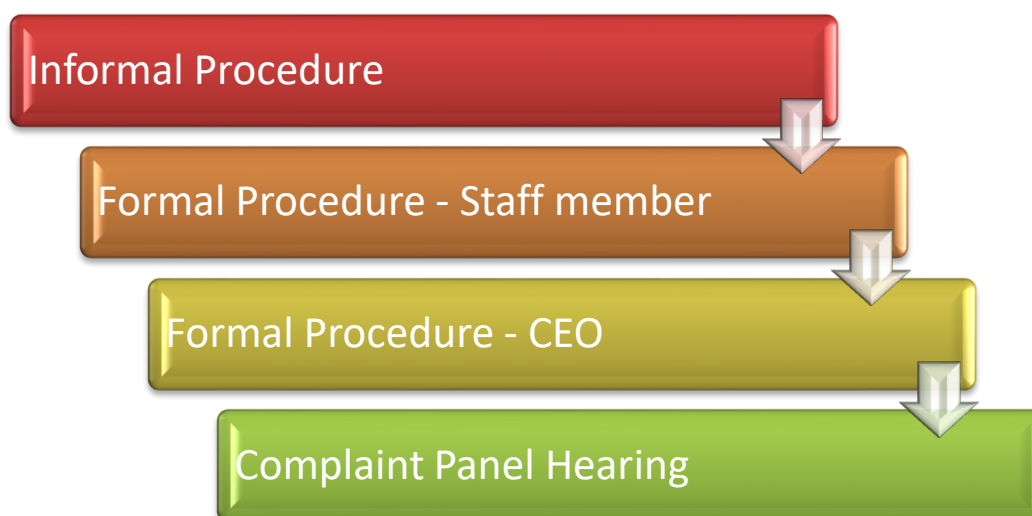 Informal Procedure
Formal Procedure - Staff member
Formal Procedure - CEO
Complaint Panel Hearing